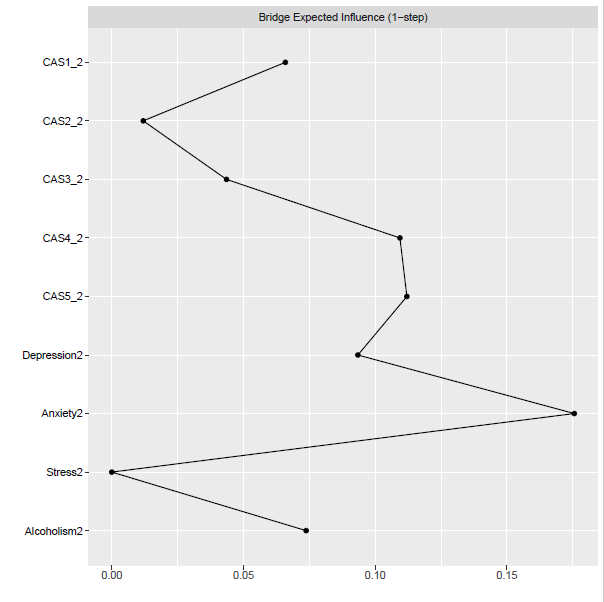 Bridge Expected Influence (1−step)
CAS1_2
CAS2_2
CAS3_2
CAS4_2
CAS5_2
Depression2
Anxiety2
Stress2
Alcoholism2
0.00 0.05 0.10 0.15